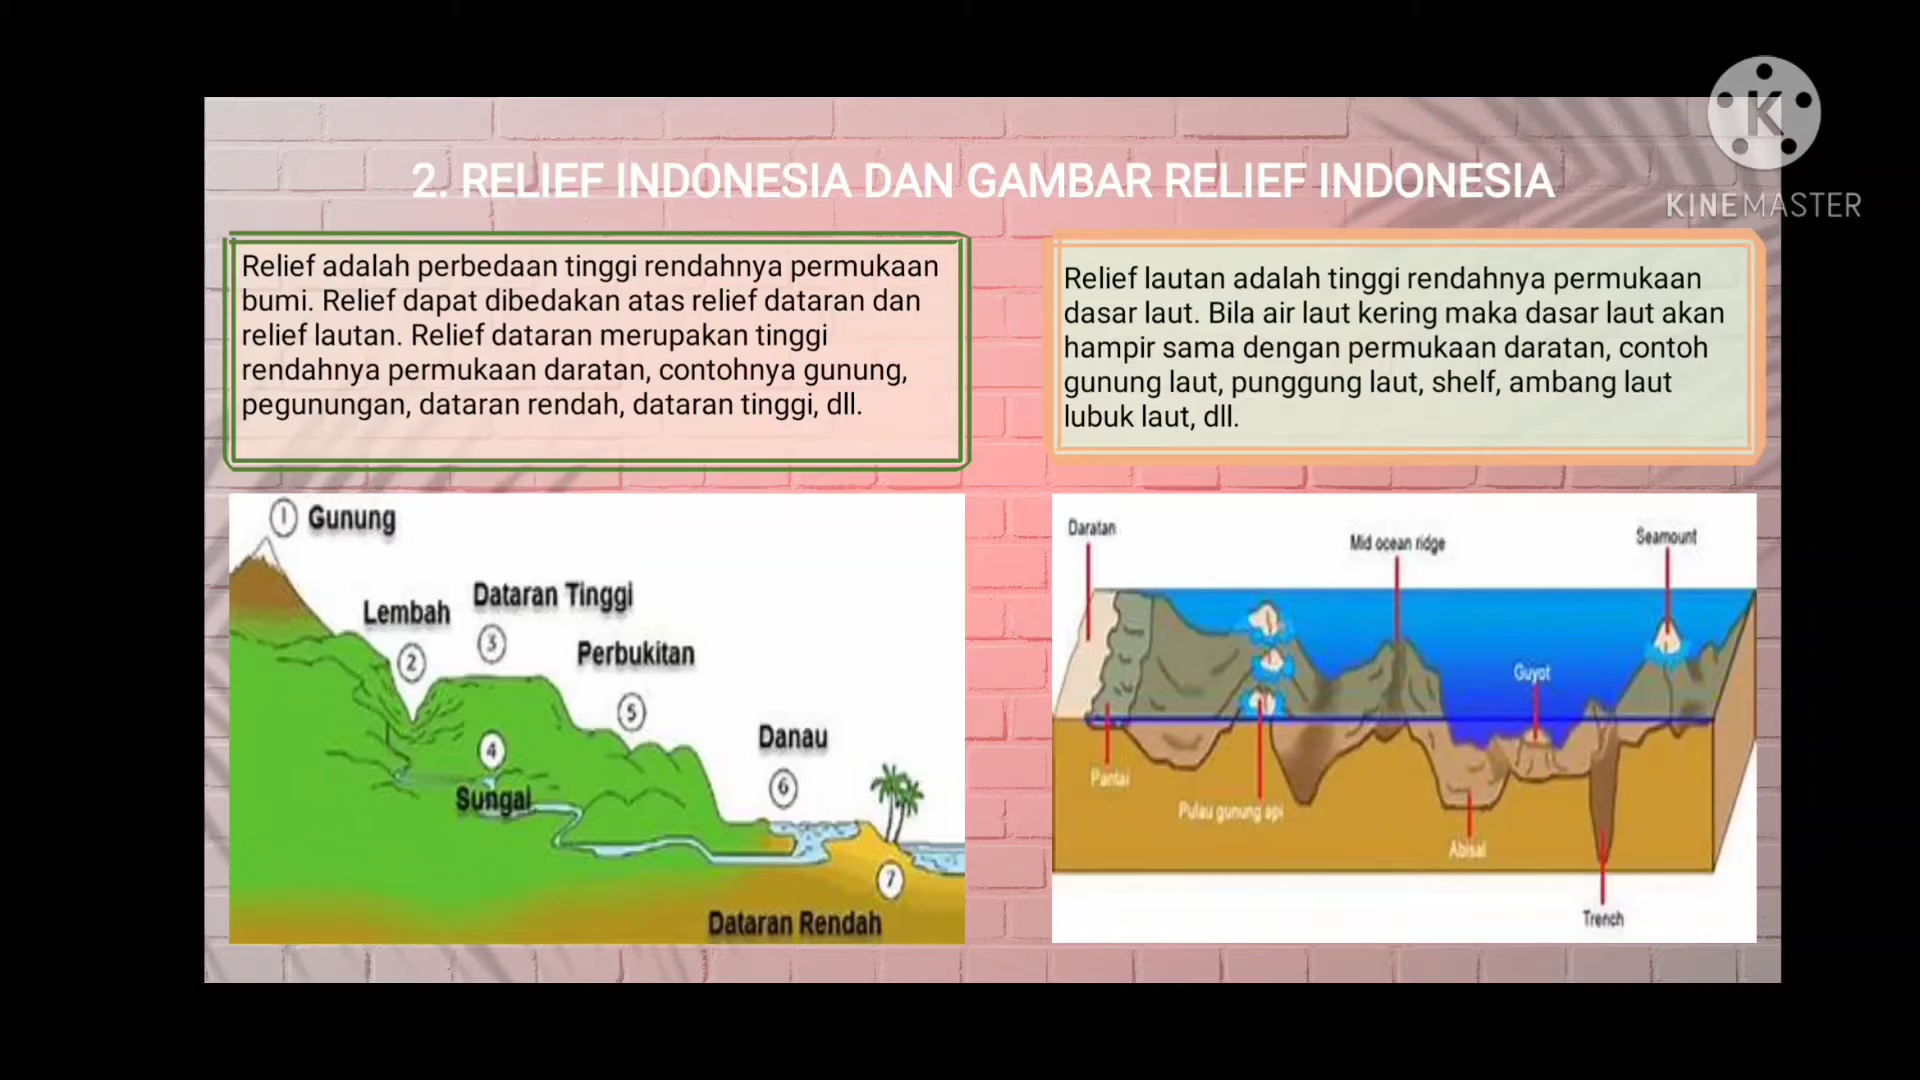 K
KINEMASTER
2. RELIEF INDONESIA DAN GAMBAR RELIEF INDONESIA
Relief adalah perbedaan tinggi rendahnya permukaan
bumi. Relief dapat dibedakan atas relief dataran dan
relief lautan. Relief dataran merupakan tinggi
rendahnya permukaan daratan, contohnya gunung,
pegunungan, dataran rendah, dataran tinggi, dll.
Relief lautan adalah tinggi rendahnya permukaan
dasar laut. Bila air laut kering maka dasar laut akan
hampir sama dengan permukaan daratan, contoh
gunung laut, punggung laut, shelf, ambang laut
lubuk laut, dll.
1 Gunung
Lembah
2
Dataran Tinggi
3
Perbukitan
5
4
Sungai
Danau
6
7
Dataran Rendah
Daratan
Mid ocean ridge
Seamount
Guyot
Pantai
Pulau gunung api
Abisal
Trench